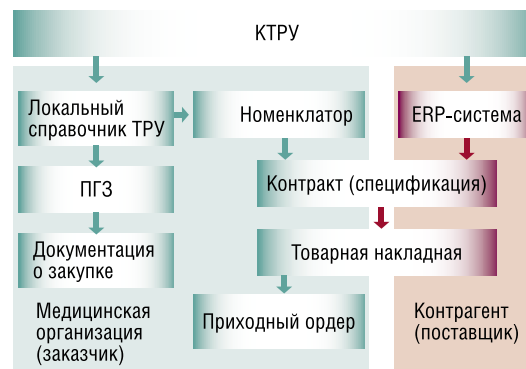 КТРУ
Локальный
справочник ТРУ
Номенклатор
ERP-система
ПГЗ
Контракт (спецификация)
Документация
о закупке
Товарная накладная
Медицинская
организация
(заказчик)
Приходный ордер
Контрагент
(поставщик)